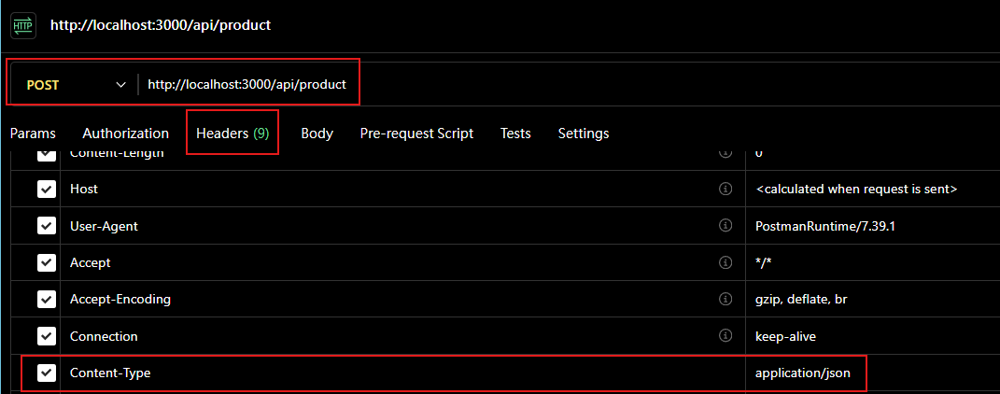 HTTP http://localhost:3000/api/product
POST http://localhost:3000/api/product
Params Authorization Headers (9) Body Pre-request Script Tests Settings
Content-Length 0
Host <calculated when request is sent>
User-Agent PostmanRuntime/7.39.1
Accept */*
Accept-Encoding gzip, deflate, br
Connection keep-alive
Content-Type application/json